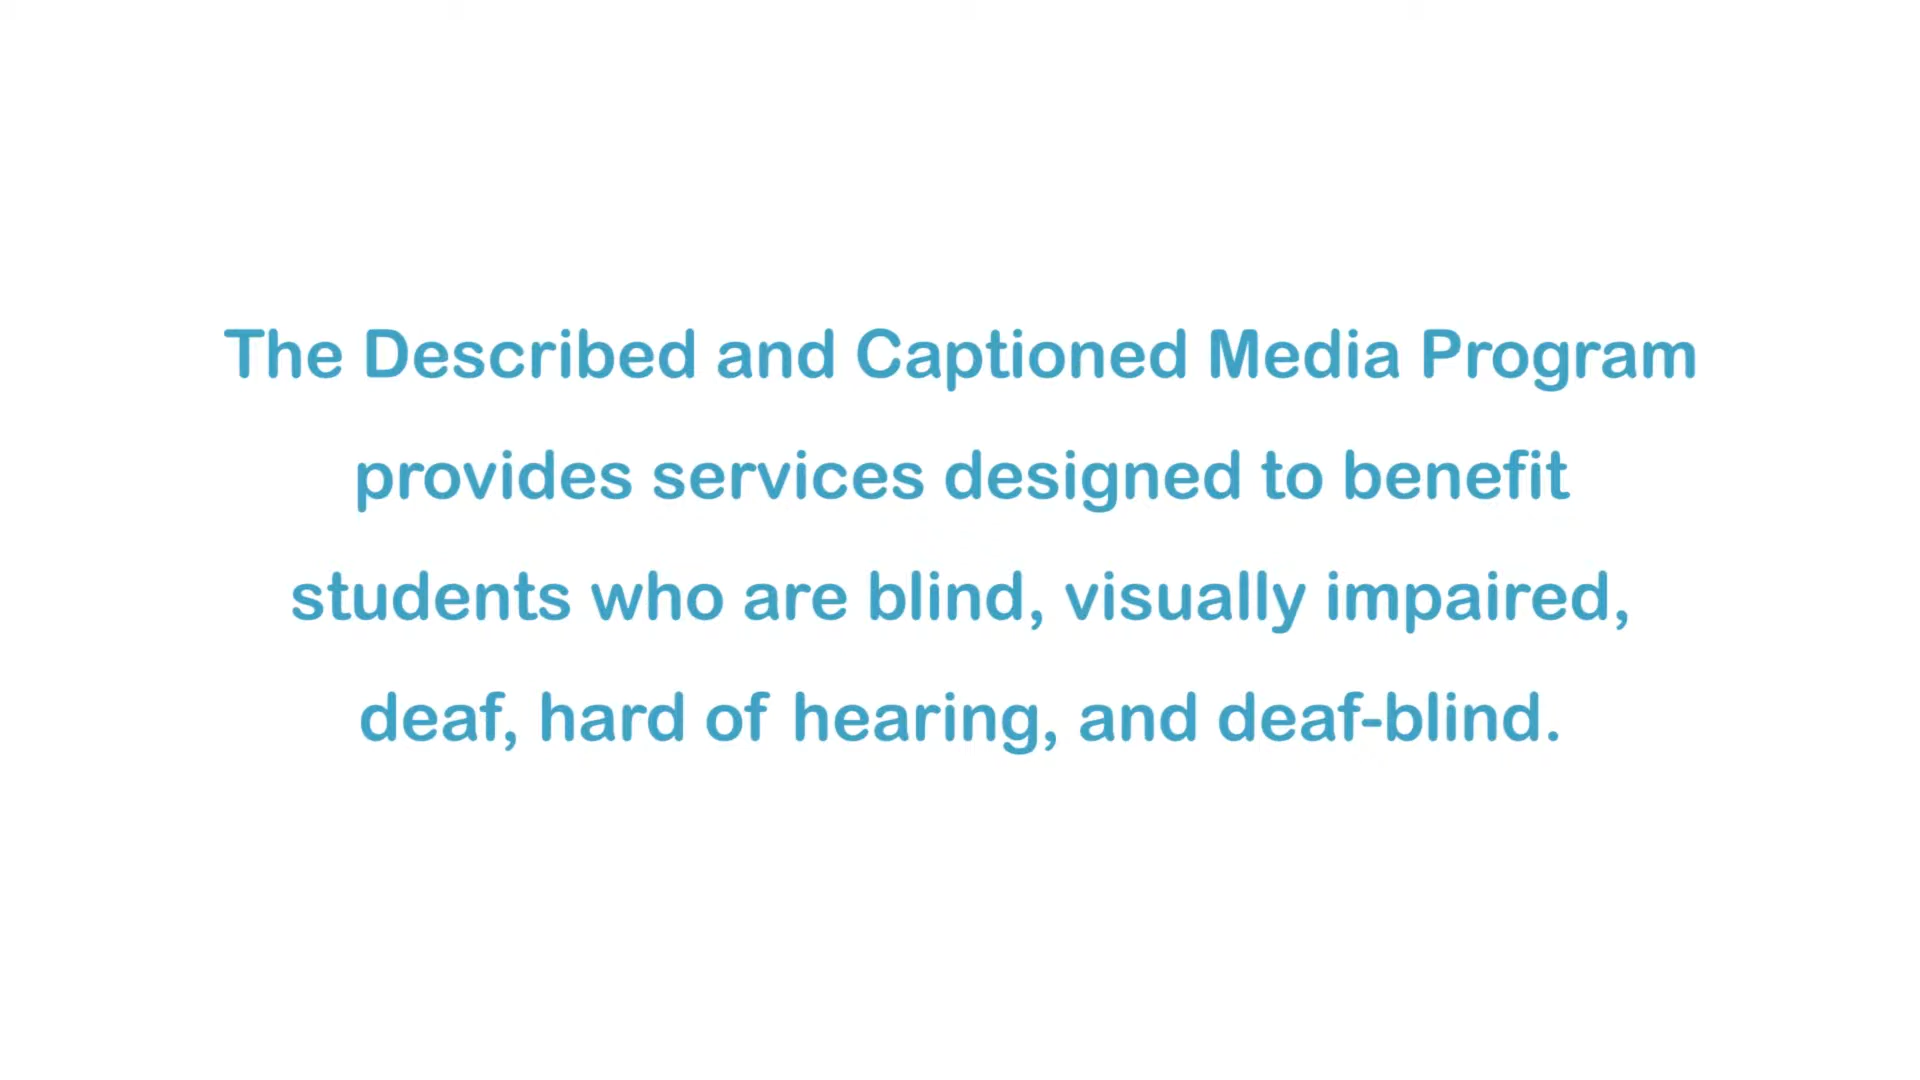 The Described and Captioned Media Program
provides services designed to benefit
students who are blind, visually impaired,
deaf, hard of hearing, and deaf-blind.